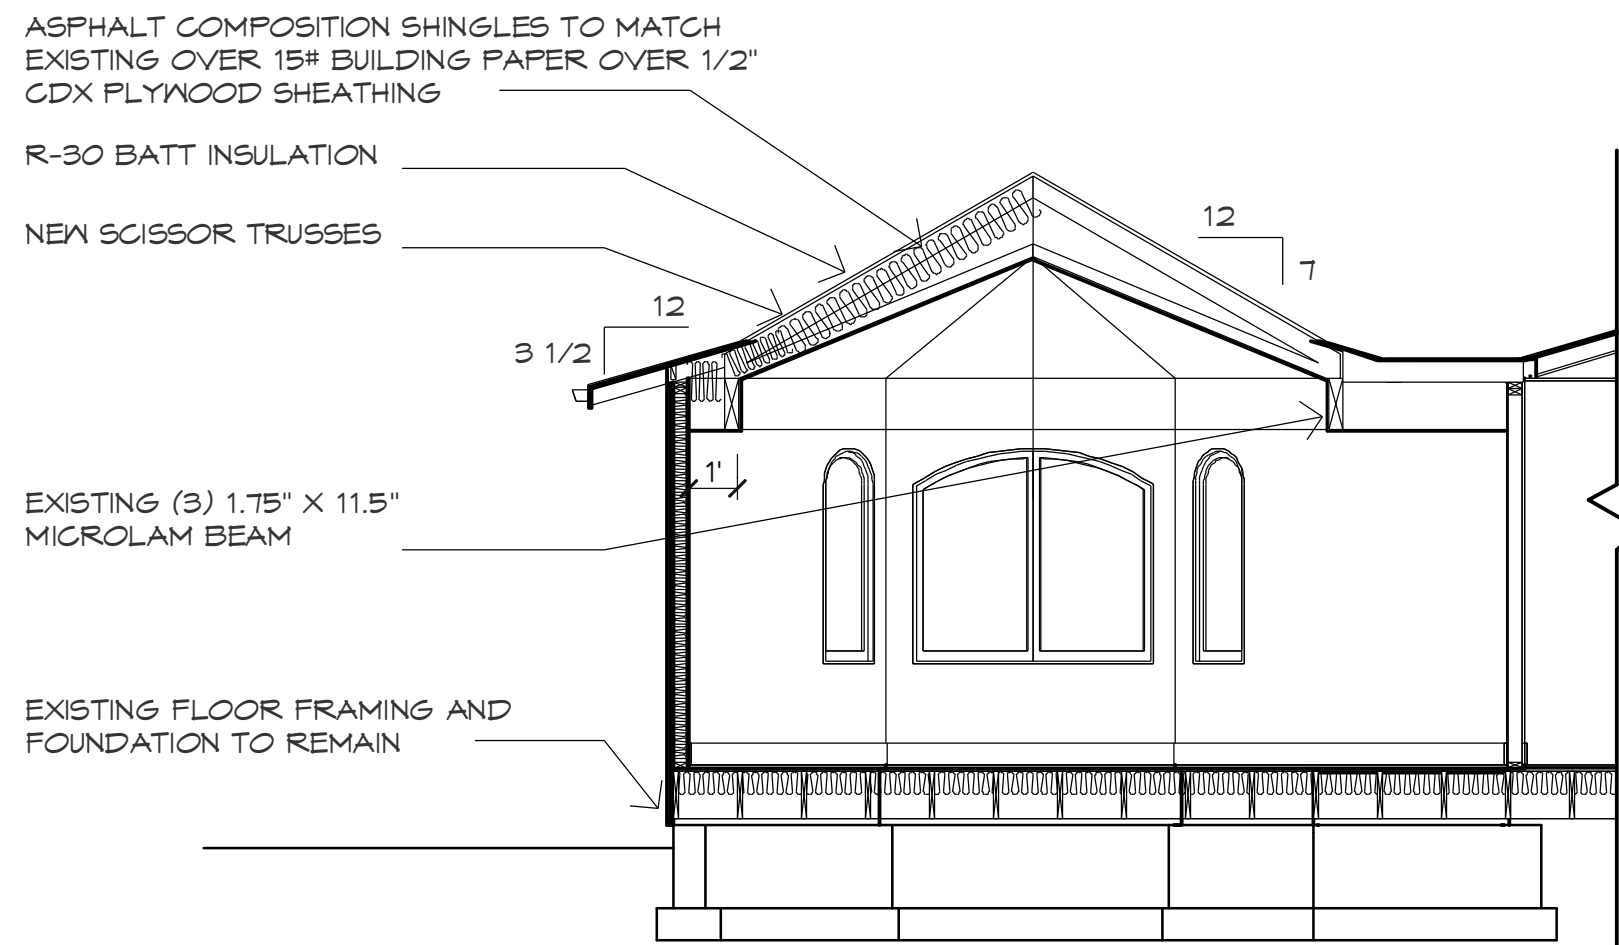 ASPHALT COMPOSITION SHINGLES TO MATCH
EXISTING OVER 15# BUILDING PAPER OVER 1/2"
CDX PLYWOOD SHEATHING
R-30 BATT INSULATION
NEW SCISSOR TRUSSES
12
7
12
3 1/2
1'
EXISTING (3) 1.75" X 11.5"
MICROLAM BEAM
EXISTING FLOOR FRAMING AND
FOUNDATION TO REMAIN